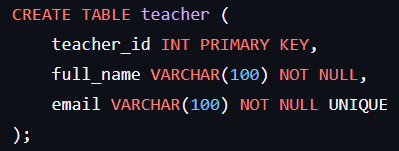 CREATE TABLE teacher (
    teacher_id INT PRIMARY KEY,
    full_name VARCHAR(100) NOT NULL,
    email VARCHAR(100) NOT NULL UNIQUE
);